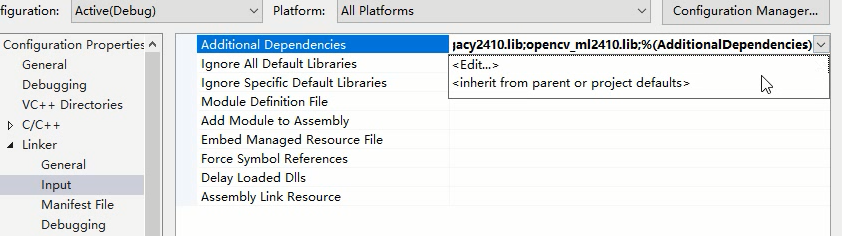 figuration: Active(Debug) Platform: All Platforms Configuration Manager...
Configuration Properties
General
Debugging
VC++ Directories
C/C++
Linker
General
Input
Manifest File
Debugging
Additional Dependencies gacy2410.lib;opencv_ml2410.lib;%(AdditionalDependencies)
Ignore All Default Libraries <Edit...>
Ignore Specific Default Libraries <inherit from parent or project defaults>
Module Definition File
Add Module to Assembly
Embed Managed Resource File
Force Symbol References
Delay Loaded Dlls
Assembly Link Resource